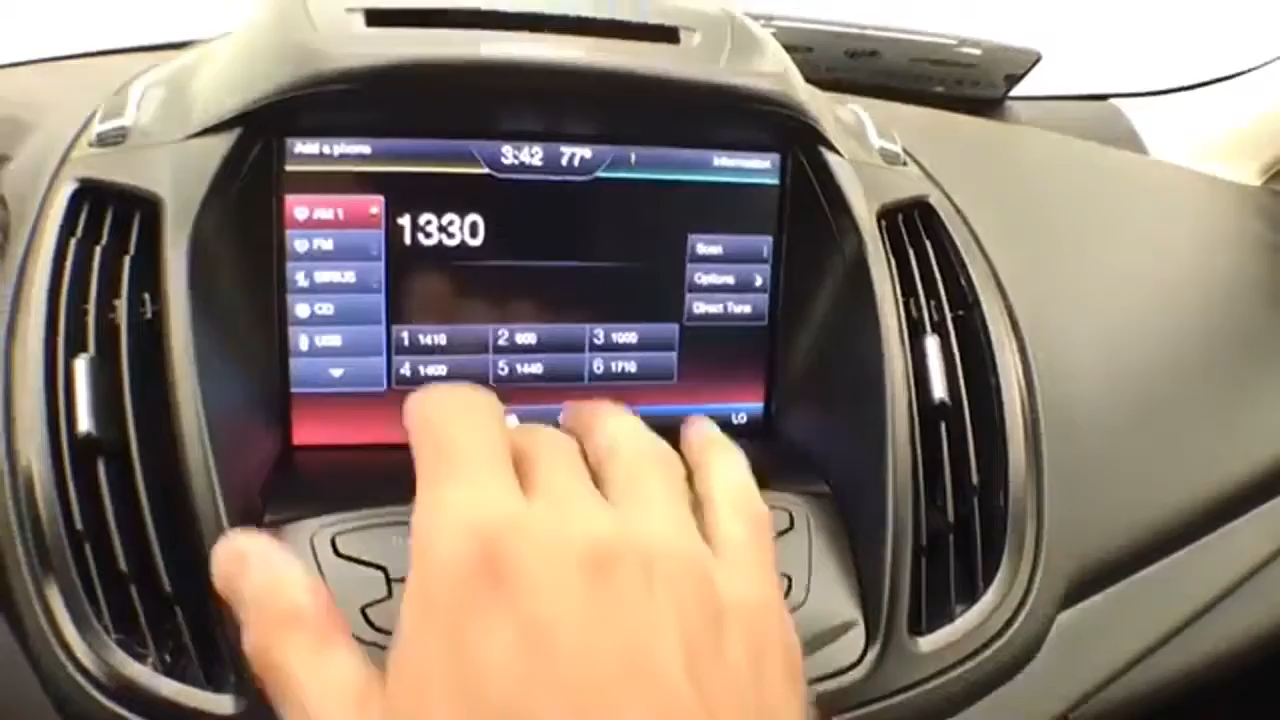 Add a phone 3:42 77° Information
AM 1
1330
FM
Scan
SIRIUS
Options
CD
Direct Tune
USB
1 1410 2 600 3 1000
4 1400 5 1440 6 1710
LO